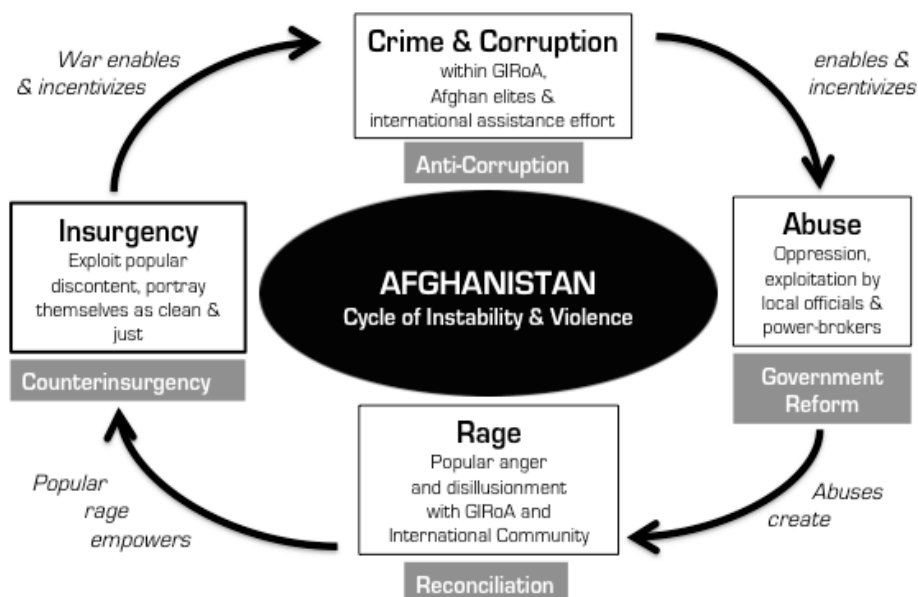 War enables
& incentivizes
Crime & Corruption
within GIRoA,
Afghan elites &
international assistance effort
Anti-Corruption
enables &
incentivizes
Insurgency
Exploit popular
discontent, portray
themselves as clean &
just
Counterinsurgency
AFGHANISTAN
Cycle of Instability & Violence
Abuse
Oppression,
exploitation by
local officials &
power-brokers
Government
Reform
Popular
rage
empowers
Rage
Popular anger
and disillusionment
with GIRoA and
International Community
Reconciliation
Abuses
create